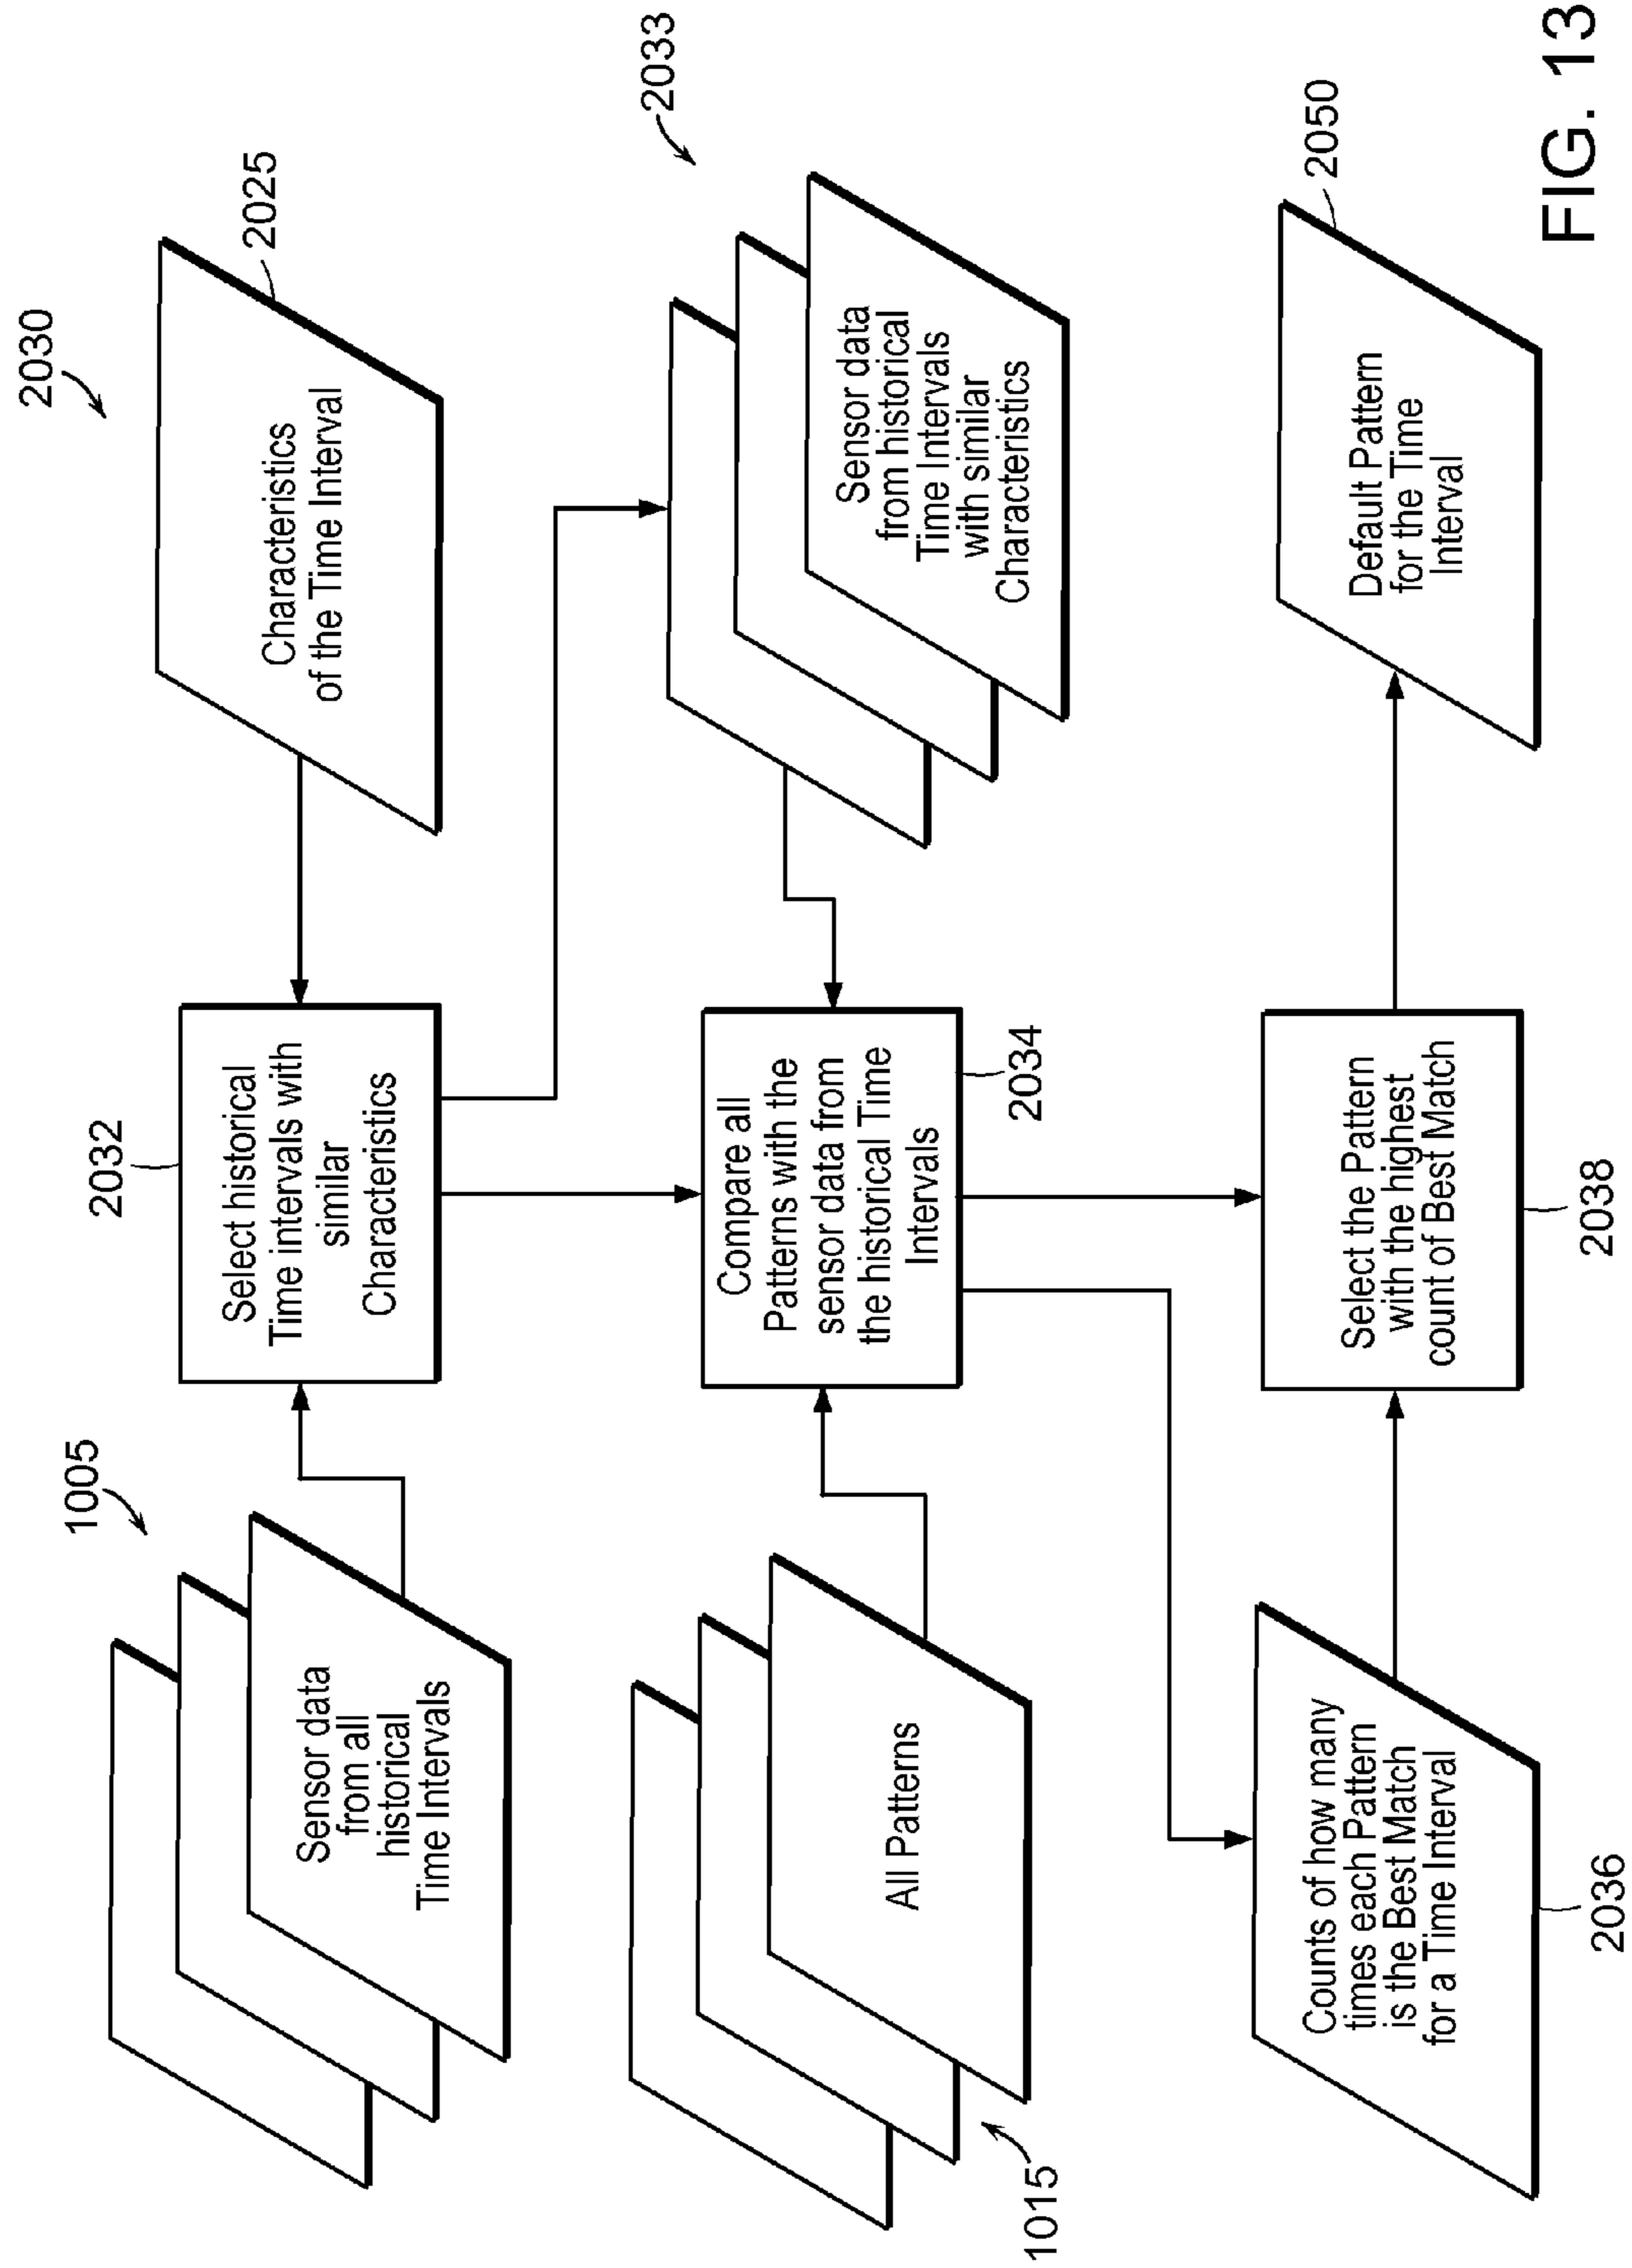 2030
1005
Sensor data
from all
historical
Time Intervals
2032
Select historical
Time intervals with
similar
Characteristics
Characteristics
of the Time Interval
2025
All Patterns
1015
Compare all
Patterns with the
sensor data from
the historical Time
Intervals
2034
Sensor data
from historical
Time Intervals
with similar
Characteristics
2033
Counts of how many
times each Pattern
is the Best Match
for a Time Interval
2036
Select the Pattern
with the highest
count of Best Match
2038
Default Pattern
for the Time
Interval
2050
FIG. 13